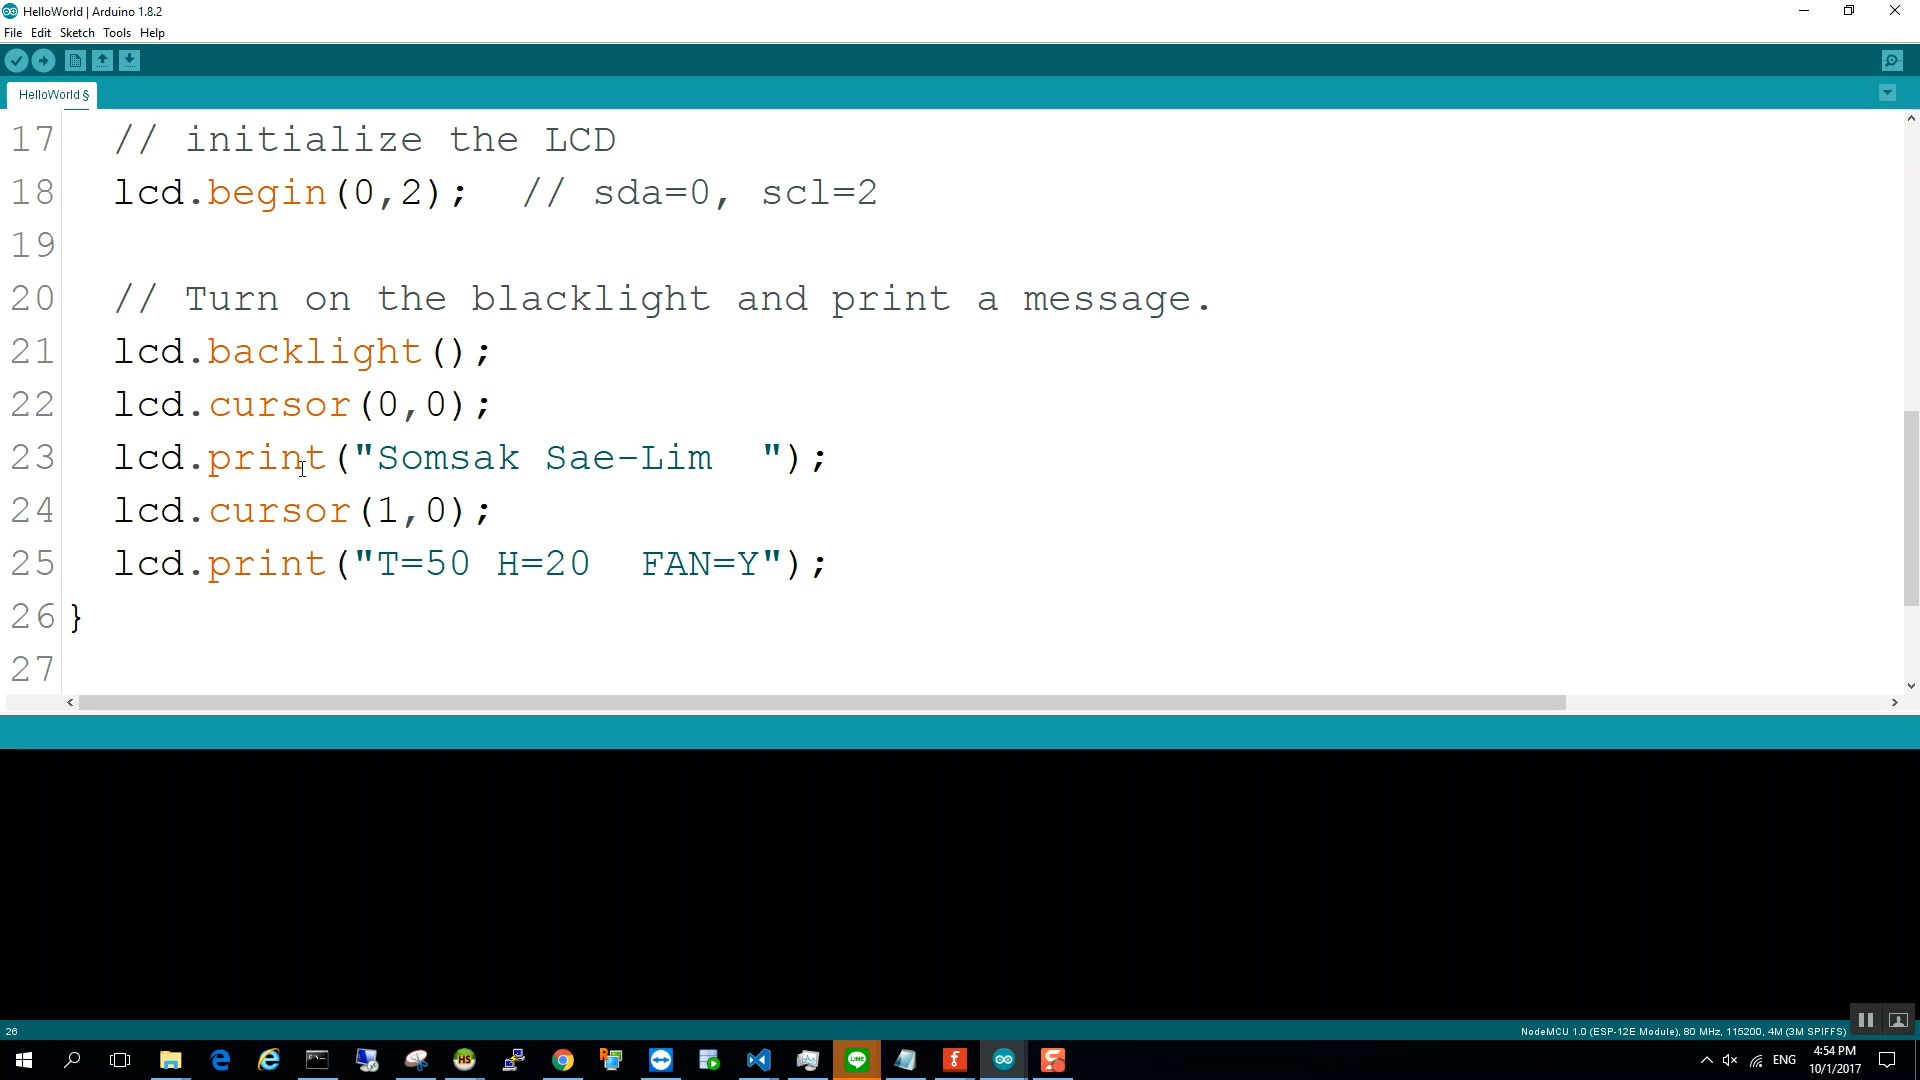 HelloWorld | Arduino 1.8.2
File Edit Sketch Tools Help
HelloWorld §
17 // initialize the LCD
18 lcd.begin(0,2); // sda=0, scl=2
19
20 // Turn on the blacklight and print a message.
21 lcd.backlight();
22 lcd.cursor(0,0);
23 lcd.print("Somsak Sae-Lim  ");
24 lcd.cursor(1,0);
25 lcd.print("T=50 H=20  FAN=Y");
26 }
27
26
NodeMCU 1.0 (ESP-12E Module), 80 MHz, 115200, 4M (3M SPIFFS)
HS
LINE
ENG
4:54 PM
10/1/2017